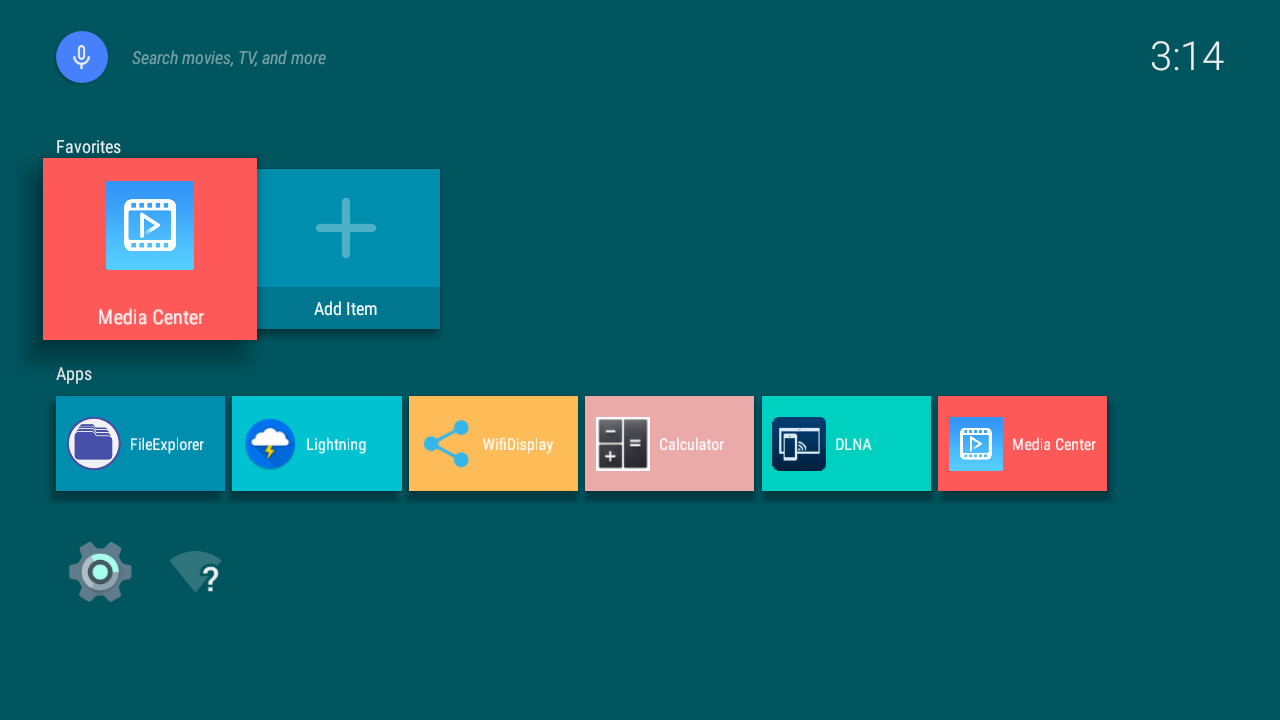 Search movies, TV, and more
3:14
Favorites
Media Center
Add Item
Apps
FileExplorer
Lightning
WifiDisplay
Calculator
DLNA
Media Center
?